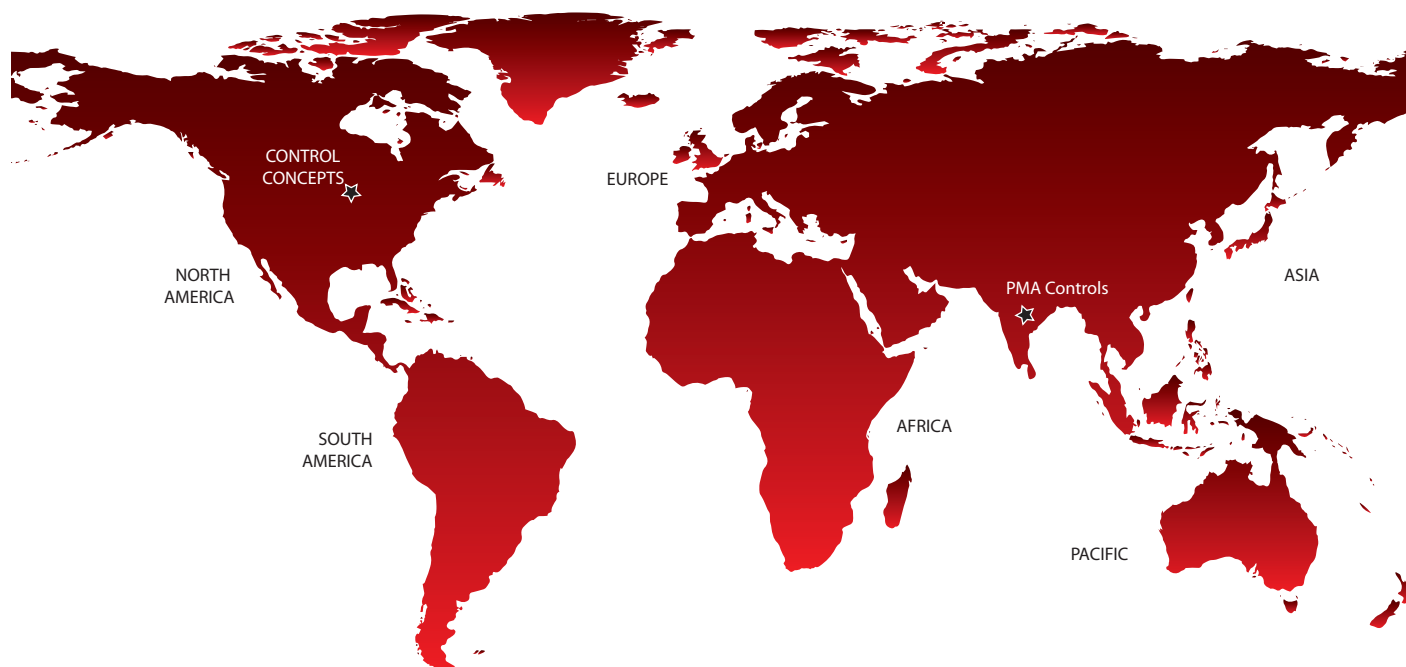 CONTROL
CONCEPTS
EUROPE
NORTH
AMERICA
ASIA
PMA Controls
SOUTH
AMERICA
AFRICA
PACIFIC